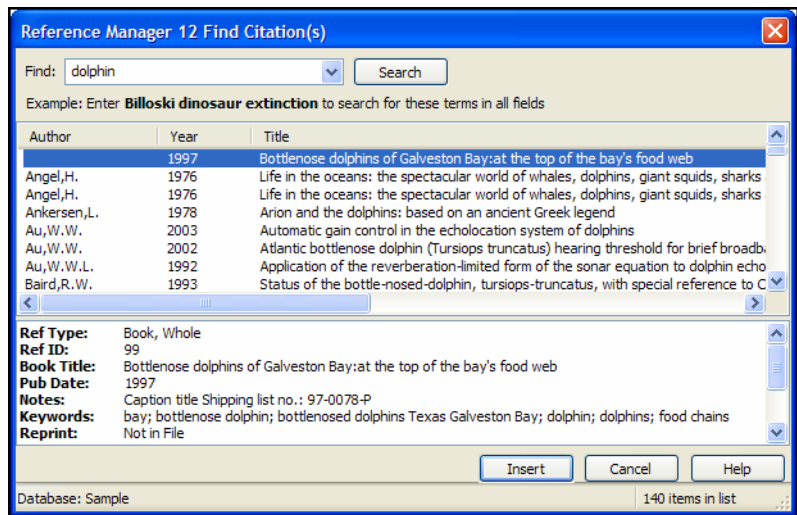 Reference Manager 12 Find Citation(s)
Find: dolphin Search
Example: Enter Billoski dinosaur extinction to search for these terms in all fields
Author Year Title
1997 Bottlenose dolphins of Galveston Bay:at the top of the bay's food web
Angel,H. 1976 Life in the oceans: the spectacular world of whales, dolphins, giant squids, sharks
Angel,H. 1976 Life in the oceans: the spectacular world of whales, dolphins, giant squids, sharks
Ankersen,L. 1978 Arion and the dolphins: based on an ancient Greek legend
Au,W.W. 2003 Automatic gain control in the echolocation system of dolphins
Au,W.W. 2002 Atlantic bottlenose dolphin (Tursiops truncatus) hearing threshold for brief broadb
Au,W.W.L. 1992 Application of the reverberation-limited form of the sonar equation to dolphin echo
Baird,R.W. 1993 Status of the bottle-nosed-dolphin, tursiops-truncatus, with special reference to C
Ref Type: Book, Whole
Ref ID: 99
Book Title: Bottlenose dolphins of Galveston Bay:at the top of the bay's food web
Pub Date: 1997
Notes: Caption title Shipping list no.: 97-0078-P
Keywords: bay; bottlenose dolphin; bottlenosed dolphins Texas Galveston Bay; dolphin; dolphins; food chains
Reprint: Not in File
Insert Cancel Help
Database: Sample 140 items in list